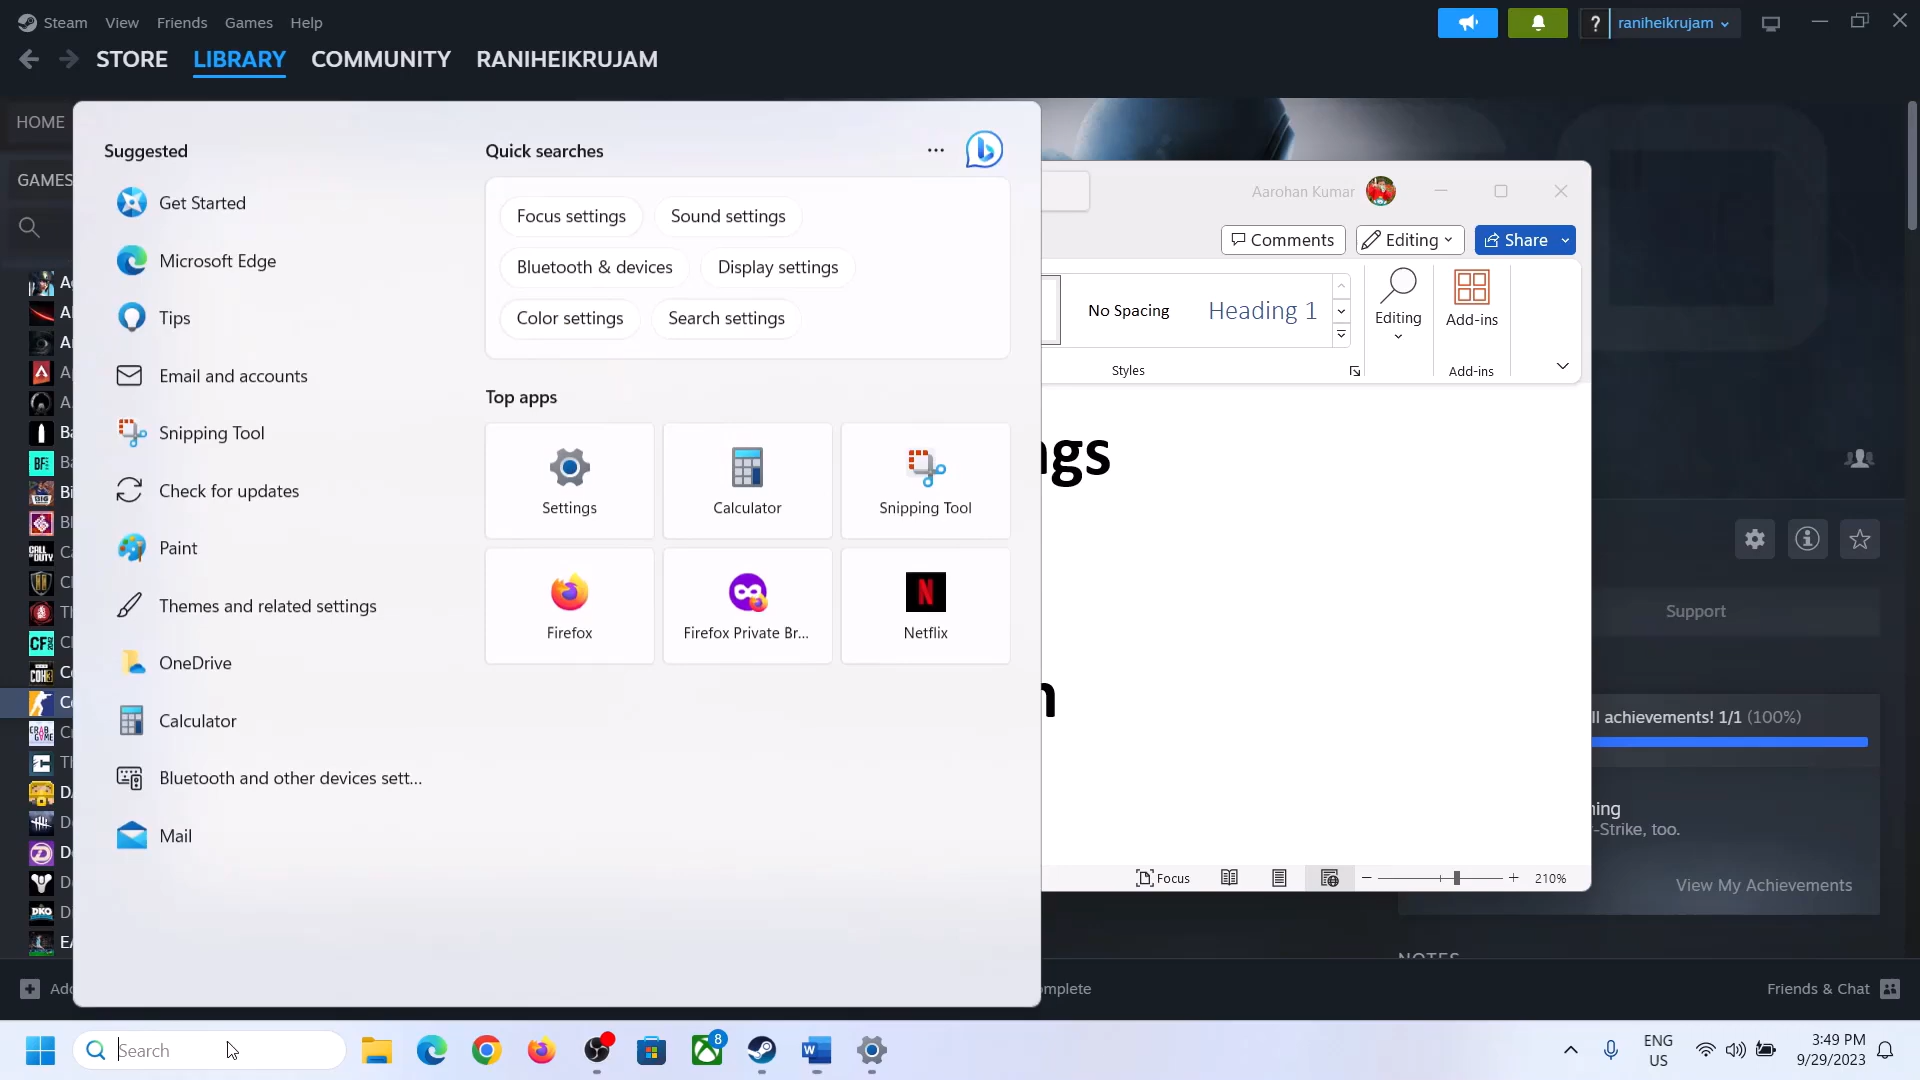 Steam View Friends Games Help
raniheikrujam
STORE LIBRARY COMMUNITY RANIHEIKRUJAM
HOME
GAMES
Suggested
Get Started
Microsoft Edge
Tips
Email and accounts
Snipping Tool
Check for updates
Paint
Themes and related settings
OneDrive
Calculator
Bluetooth and other devices sett...
Mail
Quick searches
Focus settings Sound settings
Bluetooth & devices Display settings
Color settings Search settings
Top apps
Settings Calculator Snipping Tool
Firefox Firefox Private Br... Netflix
Aarohan Kumar
Comments Editing Share
No Spacing Heading 1
Editing Add-ins
Styles Add-ins
ngs
n
Focus 210%
Support
ll achievements! 1/1 (100%)
ning
-Strike, too.
View My Achievements
NOTES
Add
mplete
Friends & Chat
Search
8
ENG
US
3:49 PM
9/29/2023